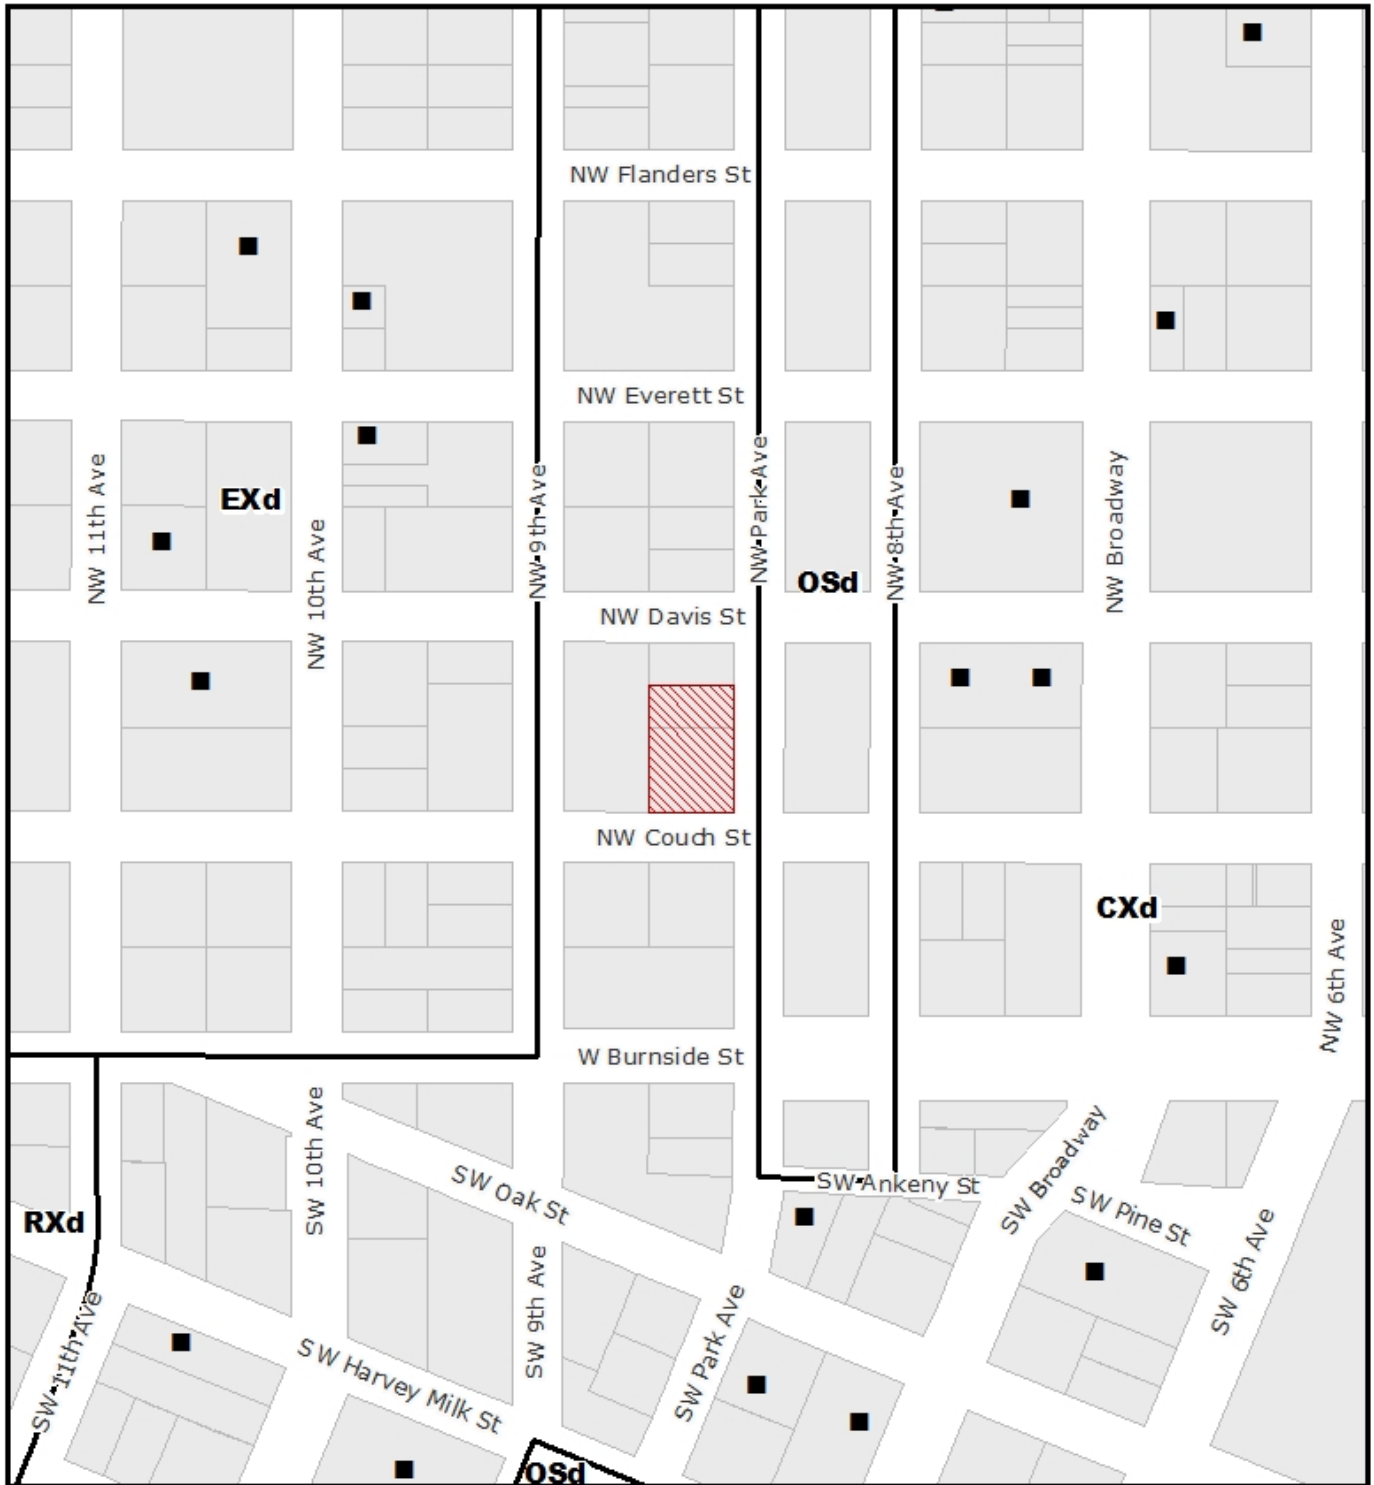 NW Flanders St
NW Everett St
NW 11th Ave
EXd
NW 10th Ave
NW 9th Ave
NW Park Ave
OSd
NW 8th Ave
NW Broadway
NW Davis St
NW Couch St
CXd
NW 6th Ave
W Burnside St
SW 10th Ave
SW Oak St
SW Ankeny St
SW Broadway
SW Pine St
RXd
SW 11th Ave
SW 9th Ave
SW Park Ave
SW 6th Ave
SW Harvey Milk St
OSd